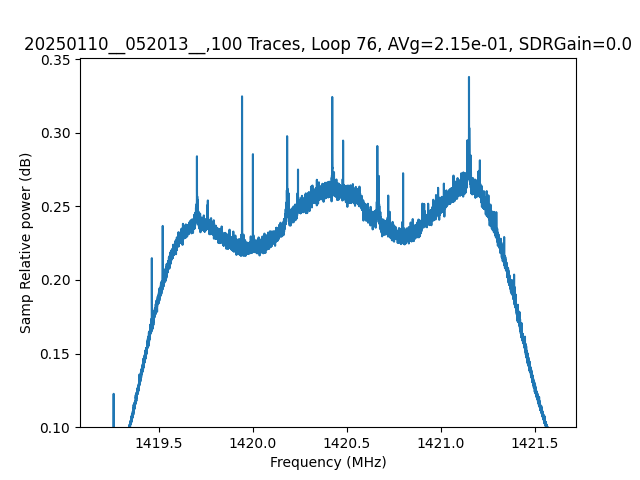 20250110__052013__,100 Traces, Loop 76, AVg=2.15e-01, SDRGain=0.0
0.35
0.30
0.25
0.20
0.15
0.10
Samp Relative power (dB)
1419.5 1420.0 1420.5 1421.0 1421.5
Frequency (MHz)